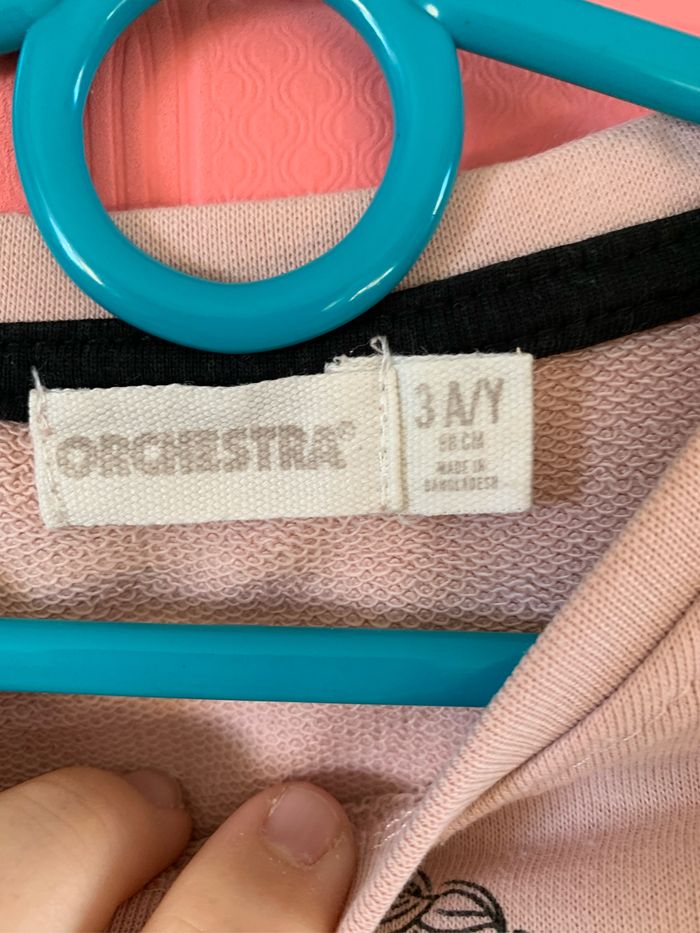 ORCHESTRA®
3 A/Y
98 CM
MADE IN
BANGLADESH